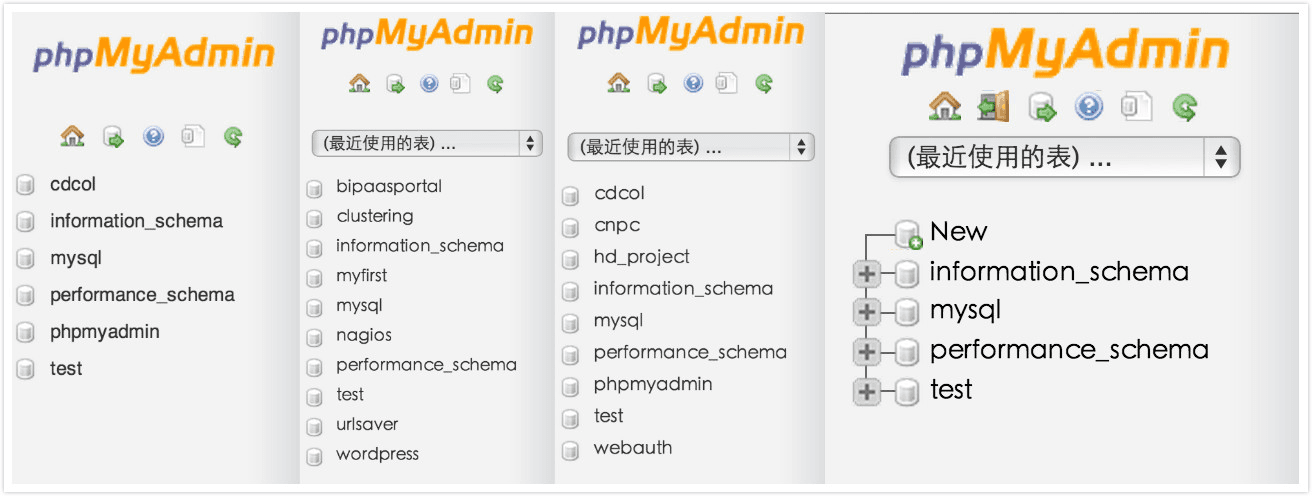 phpMyAdmin
cdcol
information_schema
mysql
performance_schema
phpmyadmin
test
phpMyAdmin
(最近使用的表) ...
bipaasportal
clustering
information_schema
myfirst
mysql
nagios
performance_schema
test
urlsaver
wordpress
phpMyAdmin
(最近使用的表) ...
cdcol
cnpc
hd_project
information_schema
mysql
performance_schema
phpmyadmin
test
webauth
phpMyAdmin
(最近使用的表) ...
New
information_schema
mysql
performance_schema
test